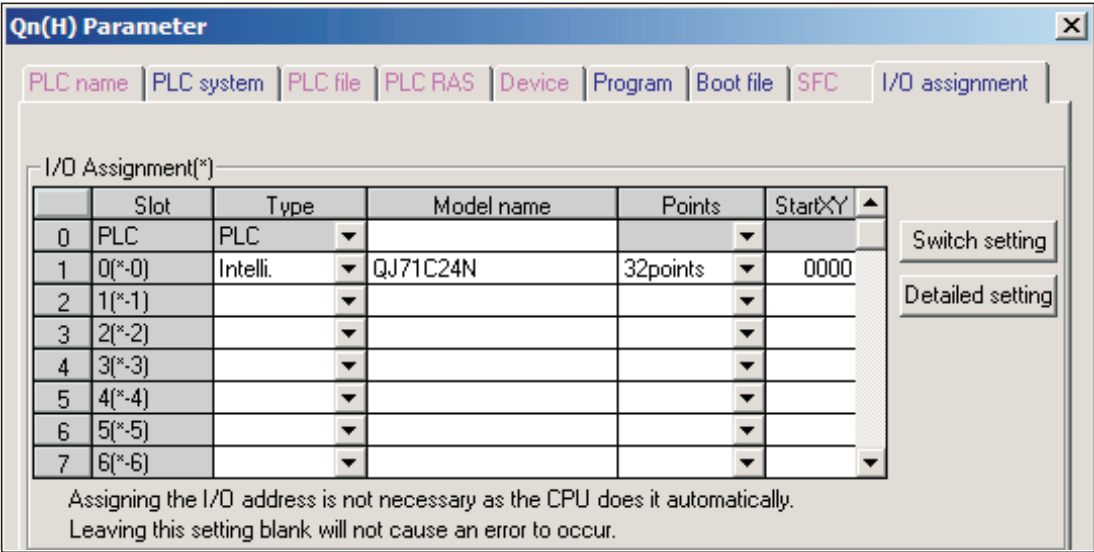 Qn(H) Parameter
PLC name PLC system PLC file PLC RAS Device Program Boot file SFC I/O assignment
I/O Assignment(*)
Slot Type Model name Points StartXY
0 PLC PLC
1 0(*-0) Intelli. QJ71C24N 32points 0000
2 1(*-1)
3 2(*-2)
4 3(*-3)
5 4(*-4)
6 5(*-5)
7 6(*-6)
Switch setting
Detailed setting
Assigning the I/O address is not necessary as the CPU does it automatically.
Leaving this setting blank will not cause an error to occur.